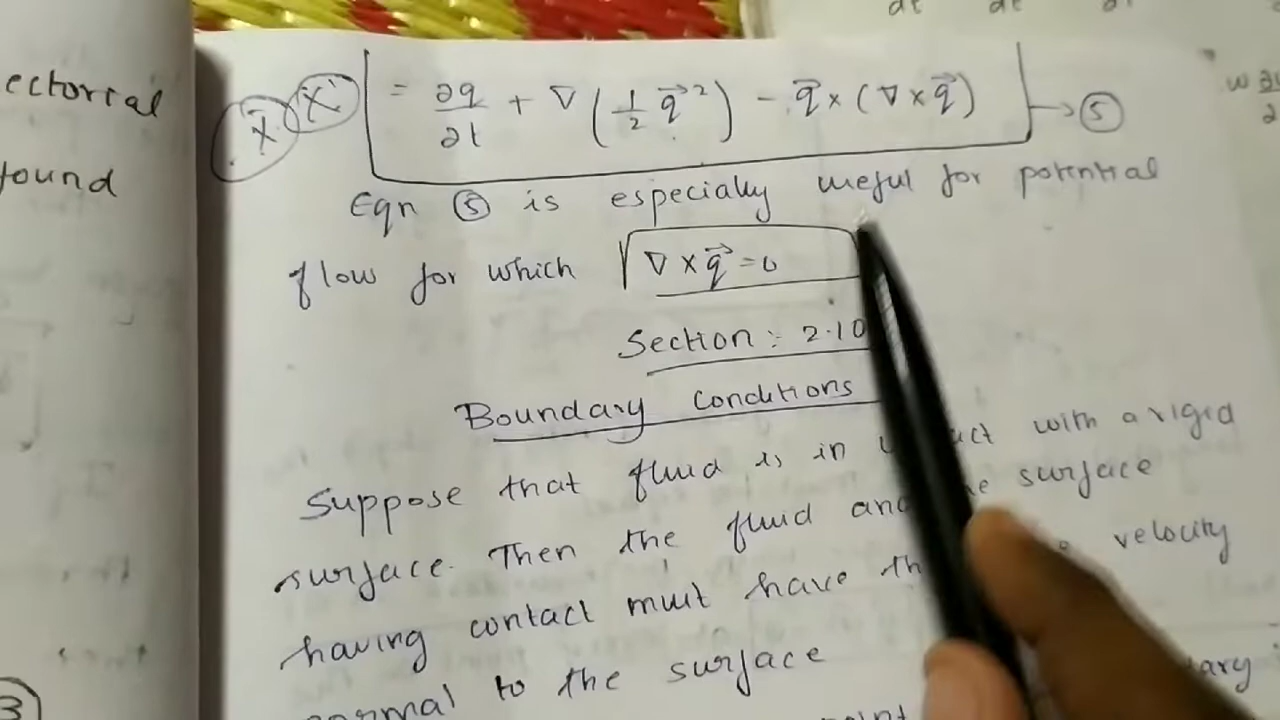 ectorial
found
= ∂q/∂t + ∇(1/2 q⃗ ²) - q⃗ × (∇ × q⃗) → ⑤
Eqn ⑤ is especially useful for potential
flow for which ∇ × q⃗ = 0
Section : 2.10
Boundary Conditions
Suppose that fluid is in with a rigid
surface. Then the fluid and surface
having contact must have velocity
normal to the surface